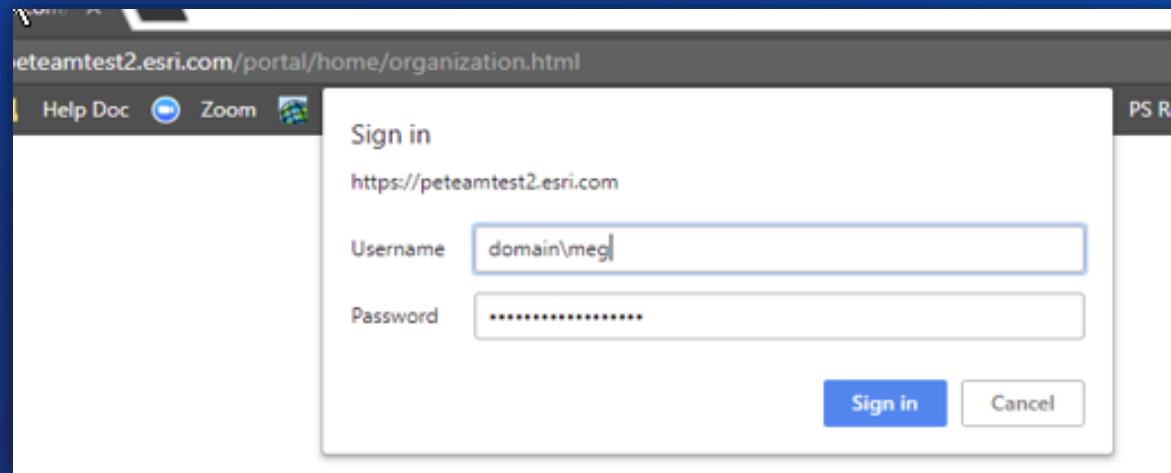 eteamtest2.esri.com/portal/home/organization.html
Help Doc Zoom PS R
Sign in
https://peteamtest2.esri.com
Username domain\meg
Password ••••••••••••••••••
Sign in Cancel